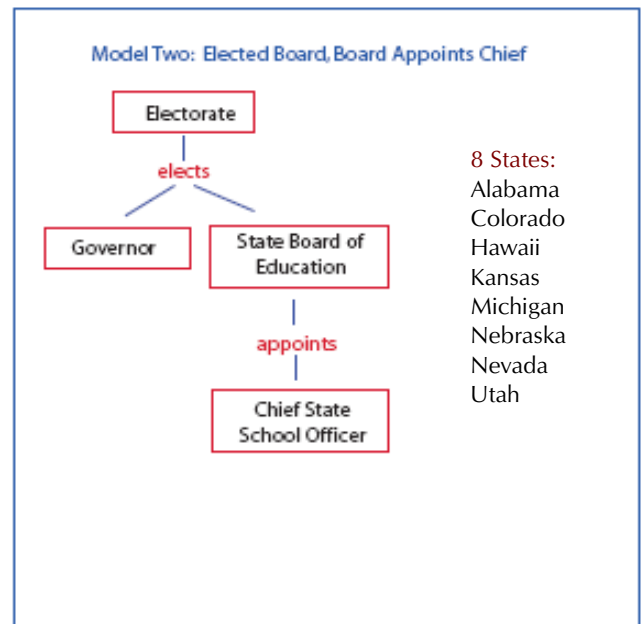 Model Two: Elected Board, Board Appoints Chief
Electorate
elects
Governor
State Board of
Education
appoints
Chief State
School Officer
8 States:
Alabama
Colorado
Hawaii
Kansas
Michigan
Nebraska
Nevada
Utah